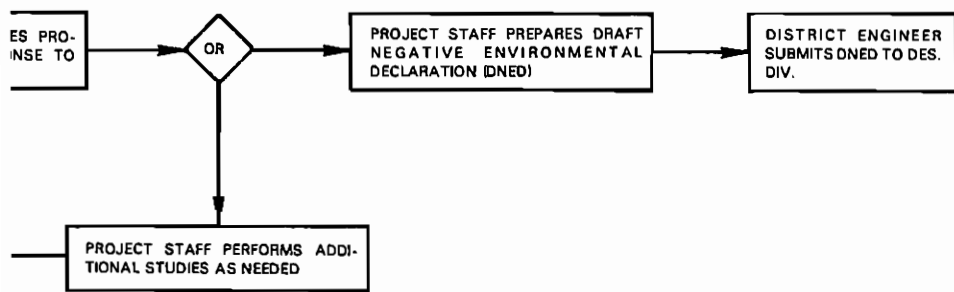 ES PRO-
NSE TO
OR
PROJECT STAFF PREPARES DRAFT
NEGATIVE ENVIRONMENTAL
DECLARATION (DNED)
DISTRICT ENGINEER
SUBMITS DNED TO DES.
DIV.
PROJECT STAFF PERFORMS ADDI-
TIONAL STUDIES AS NEEDED